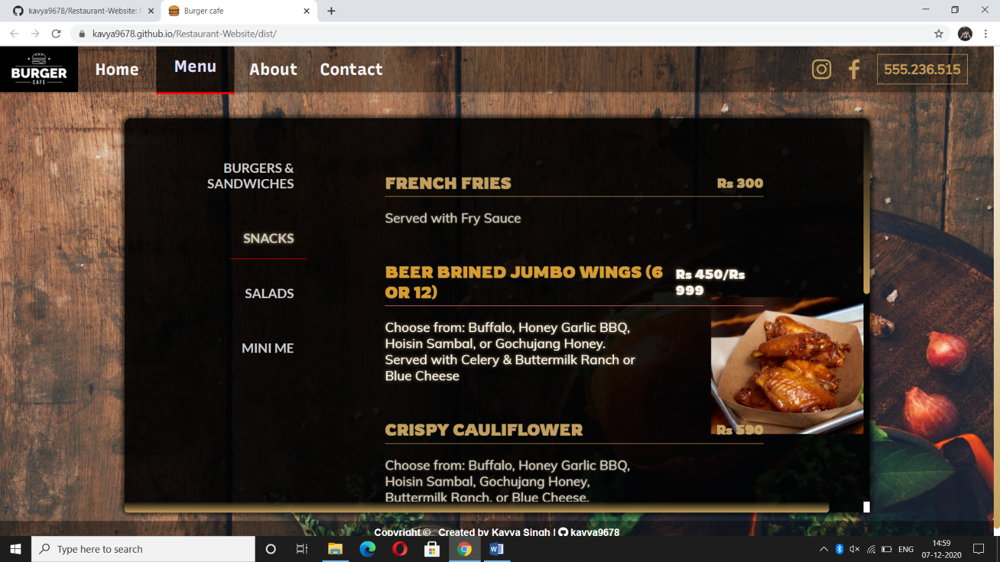 kavya9678/Restaurant-Website: R
Burger cafe
kavya9678.github.io/Restaurant-Website/dist/
BURGER
CAFE
Home
Menu
About
Contact
555.236.515
BURGERS &
SANDWICHES
SNACKS
SALADS
MINI ME
FRENCH FRIES
Rs 300
Served with Fry Sauce
BEER BRINED JUMBO WINGS (6
OR 12)
Rs 450/Rs
999
Choose from: Buffalo, Honey Garlic BBQ,
Hoisin Sambal, or Gochujang Honey.
Served with Celery & Buttermilk Ranch or
Blue Cheese
CRISPY CAULIFLOWER
Rs 590
Choose from: Buffalo, Honey Garlic BBQ,
Hoisin Sambal, Gochujang Honey,
Buttermilk Ranch, or Blue Cheese.
Copyright © Created by Kavya Singh | kavya9678
Type here to search
ENG
14:59
07-12-2020